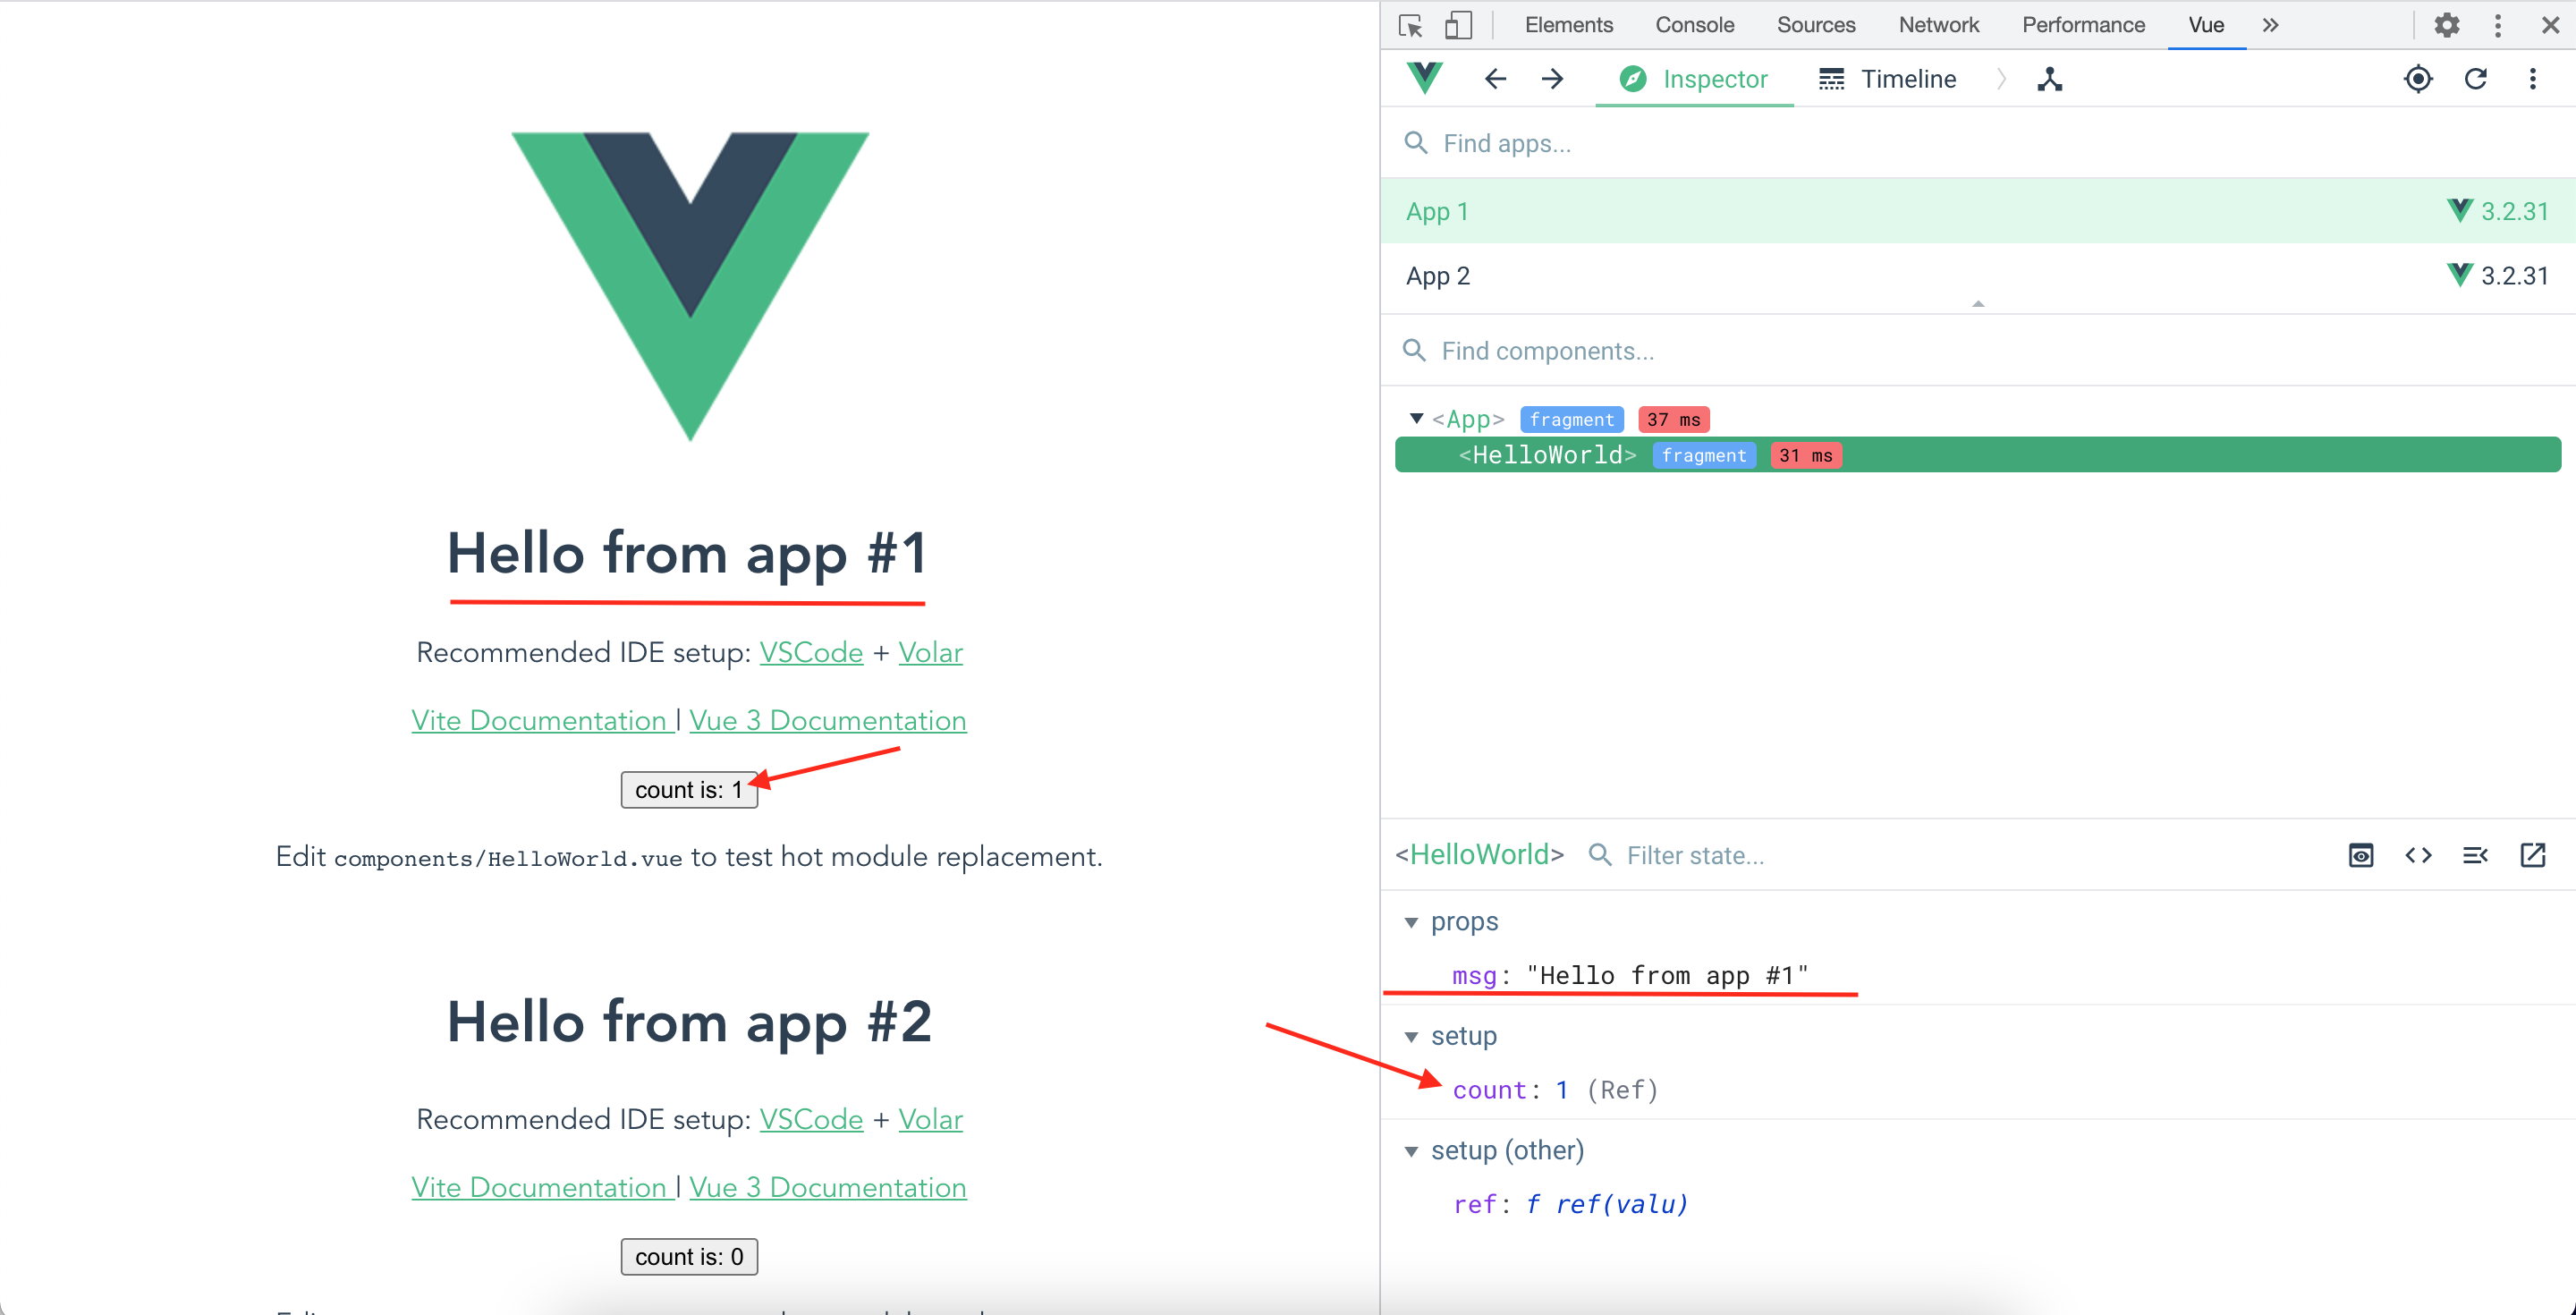 Hello from app #1
Recommended IDE setup: VSCode + Volar
Vite Documentation | Vue 3 Documentation
count is: 1
Edit components/HelloWorld.vue to test hot module replacement.
Hello from app #2
Recommended IDE setup: VSCode + Volar
Vite Documentation | Vue 3 Documentation
count is: 0
Elements Console Sources Network Performance Vue »
Inspector Timeline
Find apps...
App 1 3.2.31
App 2 3.2.31
Find components...
<App> fragment 37 ms
<HelloWorld> fragment 31 ms
<HelloWorld> Filter state...
props
msg: "Hello from app #1"
setup
count: 1 (Ref)
setup (other)
ref: f ref(valu)